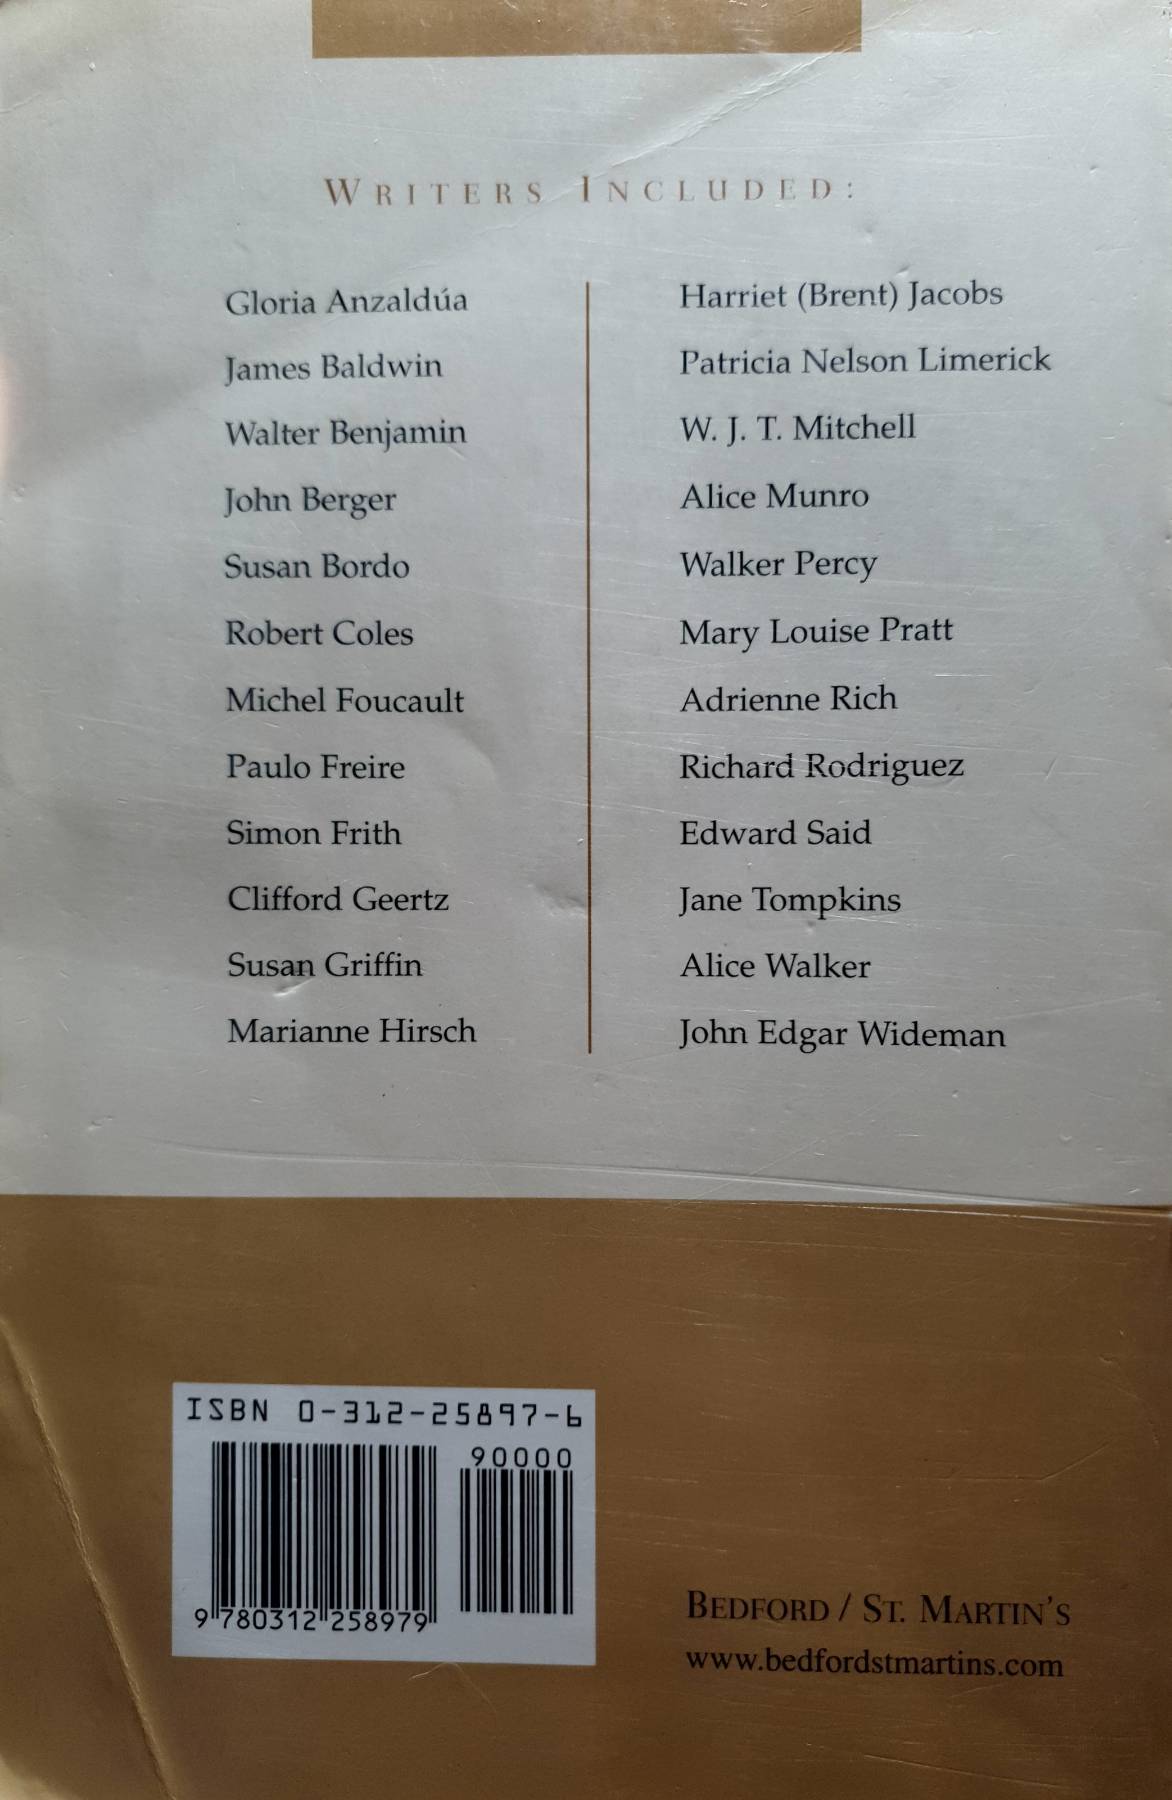 WRITERS INCLUDED:
Gloria Anzaldúa
James Baldwin
Walter Benjamin
John Berger
Susan Bordo
Robert Coles
Michel Foucault
Paulo Freire
Simon Frith
Clifford Geertz
Susan Griffin
Marianne Hirsch
Harriet (Brent) Jacobs
Patricia Nelson Limerick
W. J. T. Mitchell
Alice Munro
Walker Percy
Mary Louise Pratt
Adrienne Rich
Richard Rodriguez
Edward Said
Jane Tompkins
Alice Walker
John Edgar Wideman
ISBN 0-312-25897-6
90000
9 780312 258979
BEDFORD / ST. MARTIN'S
www.bedfordstmartins.com